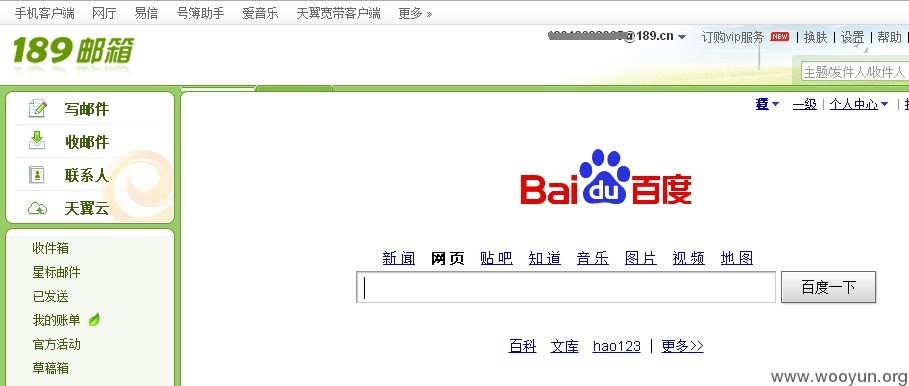 手机客户端 网厅 易信 号簿助手 爱音乐 天翼宽带客户端 更多 »
189邮箱
@189.cn 订购vip服务 NEW | 换肤 | 设置 | 帮助
主题/发件人/收件人
写邮件
收邮件
联系人
天翼云
收件箱
星标邮件
已发送
我的账单
官方活动
草稿箱
一级 | 个人中心 |
Bai du 百度
新闻 网页 贴吧 知道 音乐 图片 视频 地图
百度一下
百科 文库 hao123 | 更多>>
www.wooyun.org